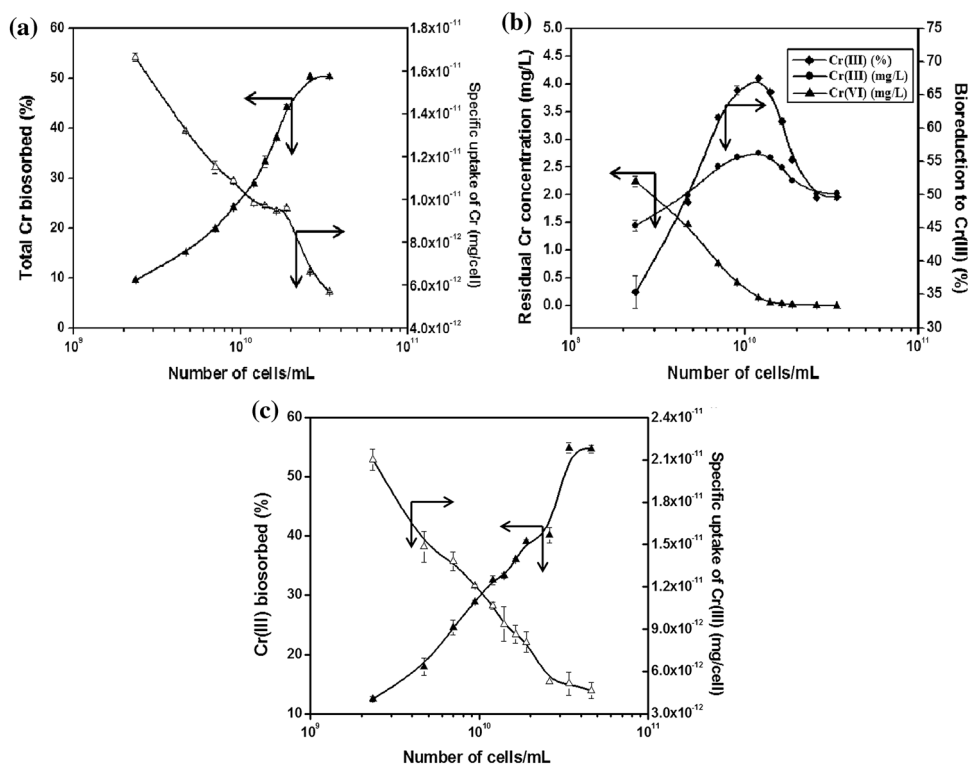 (a)
60
50
40
30
20
10
0
Total Cr biosorbed (%)
1.8x10⁻¹¹
1.6x10⁻¹¹
1.4x10⁻¹¹
1.2x10⁻¹¹
1.0x10⁻¹¹
8.0x10⁻¹²
6.0x10⁻¹²
4.0x10⁻¹²
Specific uptake of Cr (mg/cell)
10⁹
10¹⁰
10¹¹
Number of cells/mL
(b)
5.0
4.5
4.0
3.5
3.0
2.5
2.0
1.5
1.0
0.5
0.0
Residual Cr concentration (mg/L)
Cr(III) (%)
Cr(III) (mg/L)
Cr(VI) (mg/L)
75
70
65
60
55
50
45
40
35
30
Bioreduction to Cr(III)
(%)
10⁹
10¹⁰
10¹¹
Number of cells/mL
(c)
60
50
40
30
20
10
Cr(III) biosorbed (%)
2.4x10⁻¹¹
2.1x10⁻¹¹
1.8x10⁻¹¹
1.5x10⁻¹¹
1.2x10⁻¹¹
9.0x10⁻¹²
6.0x10⁻¹²
3.0x10⁻¹²
Specific uptake of Cr(III) (mg/cell)
10⁹
10¹⁰
10¹¹
Number of cells/mL